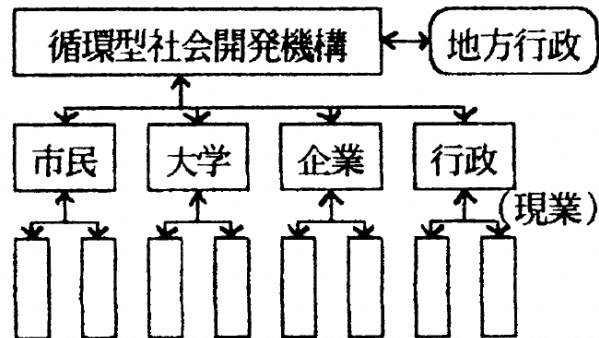 循環型社会開発機構
地方行政
市民
大学
企業
行政
(現業)